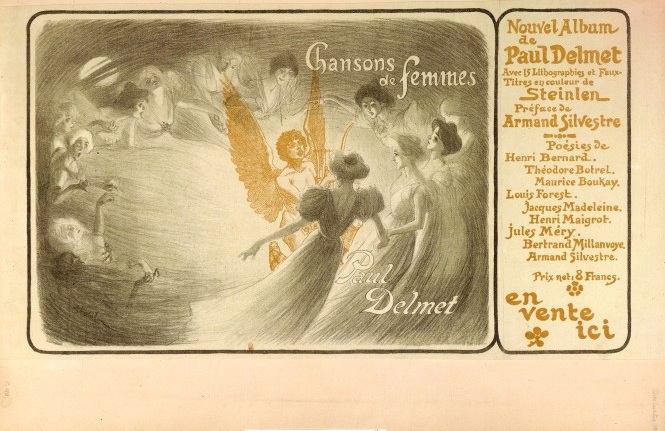 Chansons
de femmes
Paul
Delmet
Nouvel Album
de
Paul Delmet
Avec 15 Lithographies et Faux-
Titres en couleur de
Steinlen
Préface de
Armand Silvestre
Poésies de
Henri Bernard.
Théodore Botrel.
Maurice Boukay.
Louis Forest.
Jacques Madeleine.
Henri Maigrot.
Jules Méry.
Bertrand Millanvoye.
Armand Silvestre.
Prix net: 8 Francs.
en
vente
ici